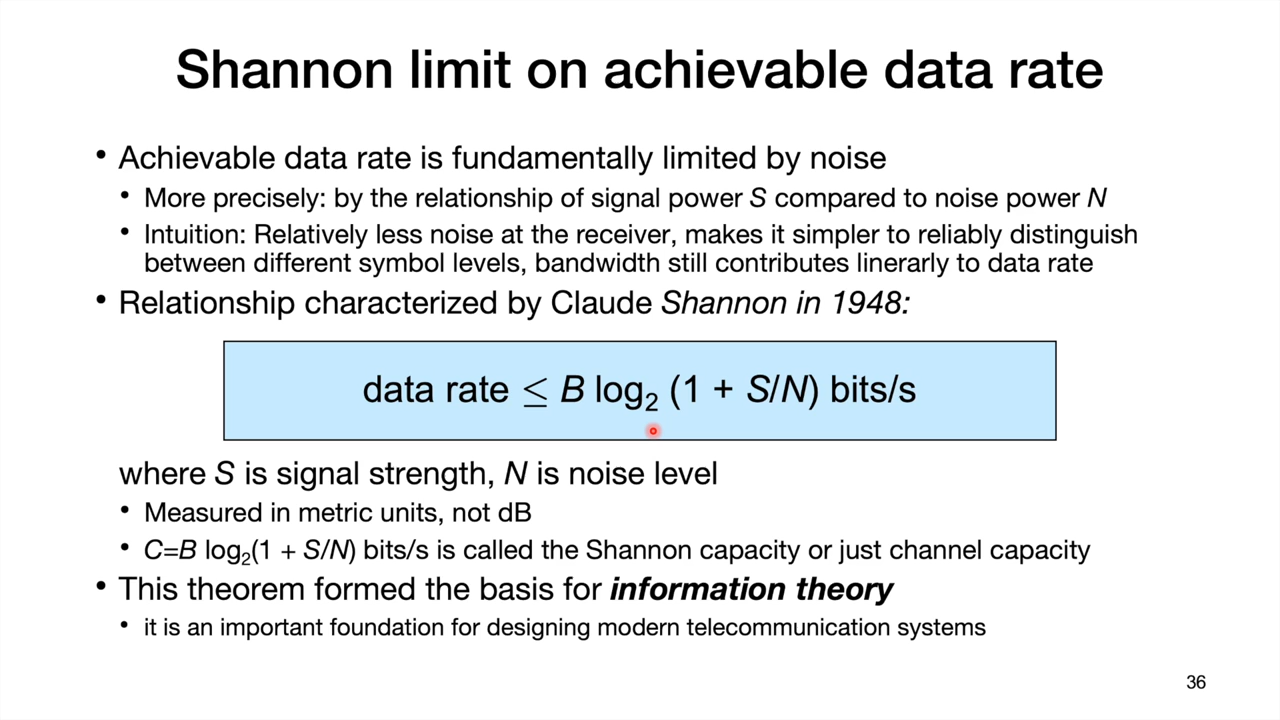 Shannon limit on achievable data rate
• Achievable data rate is fundamentally limited by noise
• More precisely: by the relationship of signal power S compared to noise power N
• Intuition: Relatively less noise at the receiver, makes it simpler to reliably distinguish
between different symbol levels, bandwidth still contributes linerarly to data rate
• Relationship characterized by Claude Shannon in 1948:
data rate ≤ B log₂ (1 + S/N) bits/s
where S is signal strength, N is noise level
• Measured in metric units, not dB
• C=B log₂(1 + S/N) bits/s is called the Shannon capacity or just channel capacity
• This theorem formed the basis for information theory
• it is an important foundation for designing modern telecommunication systems
36